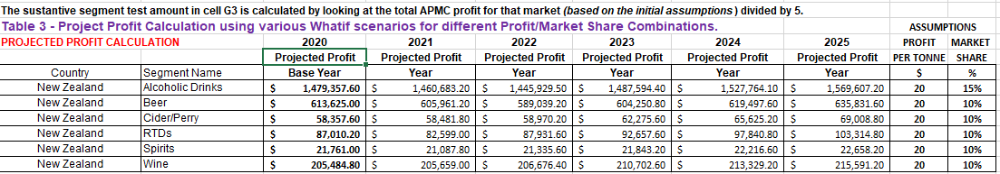 The sustantive segment test amount in cell G3 is calculated by looking at the total APMC profit for that market (based on the initial assumptions) divided by 5.
Table 3 - Project Profit Calculation using various Whatif scenarios for different Profit/Market Share Combinations. ASSUMPTIONS
PROJECTED PROFIT CALCULATION 2020 2021 2022 2023 2024 2025 PROFIT MARKET
Projected Profit Projected Profit Projected Profit Projected Profit Projected Profit Projected Profit PER TONNE SHARE
Country Segment Name Base Year Year Year Year Year Year $ %
New Zealand Alcoholic Drinks $ 1,479,357.60 $ 1,460,683.20 $ 1,445,929.50 $ 1,487,594.40 $ 1,527,764.10 $ 1,569,607.20 20 15%
New Zealand Beer $ 613,625.00 $ 605,961.20 $ 589,039.20 $ 604,250.80 $ 619,497.60 $ 635,831.60 20 10%
New Zealand Cider/Perry $ 58,357.60 $ 58,481.80 $ 58,970.20 $ 62,275.60 $ 65,625.20 $ 69,008.80 20 10%
New Zealand RTDs $ 87,010.20 $ 82,599.00 $ 87,931.60 $ 92,657.60 $ 97,840.80 $ 103,314.80 20 10%
New Zealand Spirits $ 21,761.00 $ 21,087.80 $ 21,335.60 $ 21,843.20 $ 22,216.60 $ 22,658.20 20 10%
New Zealand Wine $ 205,484.80 $ 205,659.00 $ 206,676.40 $ 210,702.60 $ 213,329.20 $ 215,591.20 20 10%